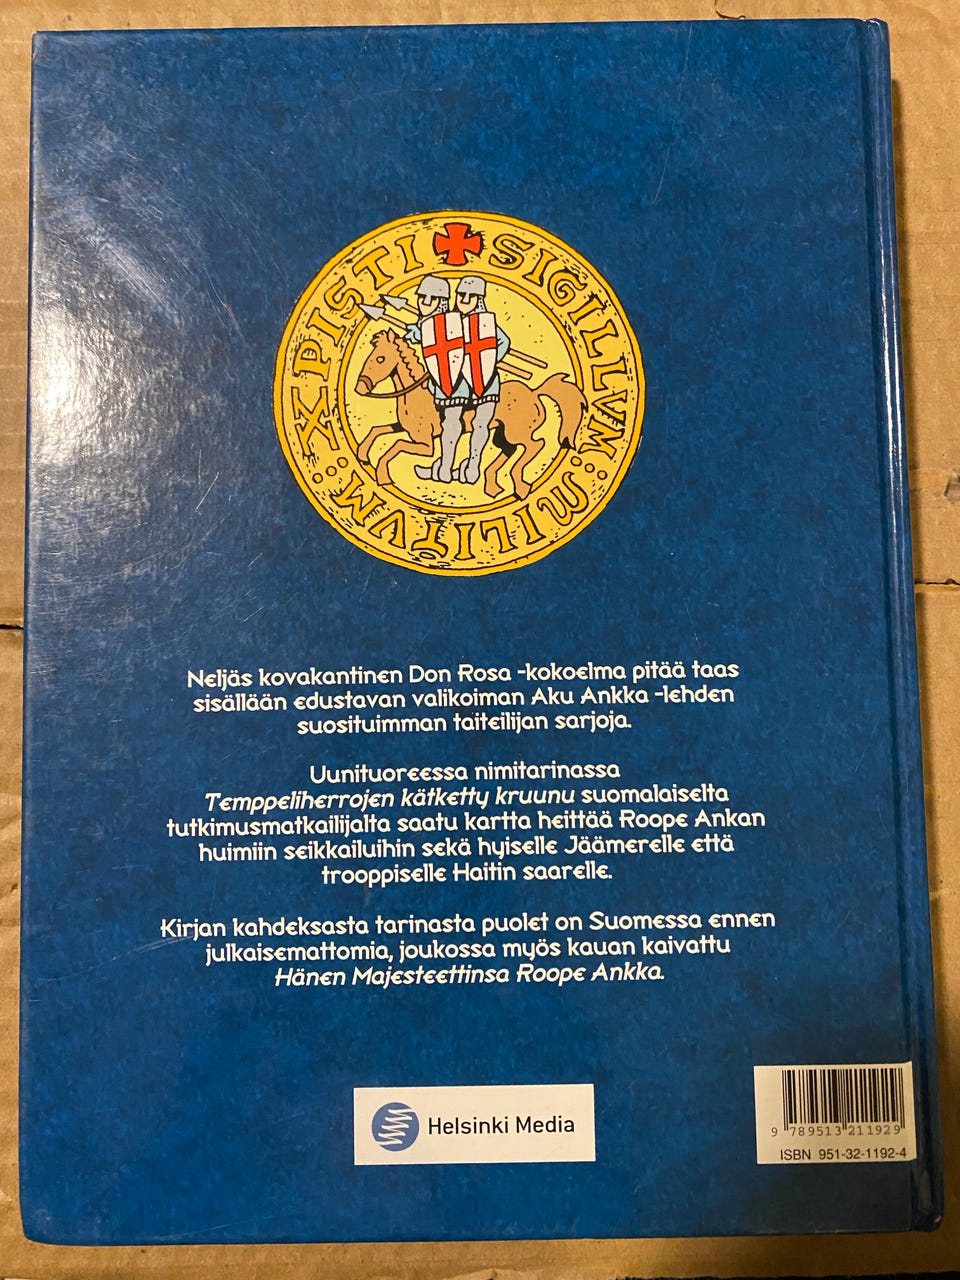 SIGILLVM : MILITVM : XPISTI
Neljäs kovakantinen Don Rosa -kokoelma pitää taas
sisällään edustavan valikoiman Aku Ankka -lehden
suosituimman taiteilijan sarjoja.
Uunituoreessa nimitarinassa
Temppeliherrojen kätketty kruunu suomalaiselta
tutkimusmatkailijalta saatu kartta heittää Roope Ankan
huimiin seikkailuihin sekä hyiselle Jäämerelle että
trooppiselle Haitin saarelle.
Kirjan kahdeksasta tarinasta puolet on Suomessa ennen
julkaisemattomia, joukossa myös kauan kaivattu
Hänen Majesteettinsa Roope Ankka.
Helsinki Media
9 789513 211929
ISBN 951-32-1192-4